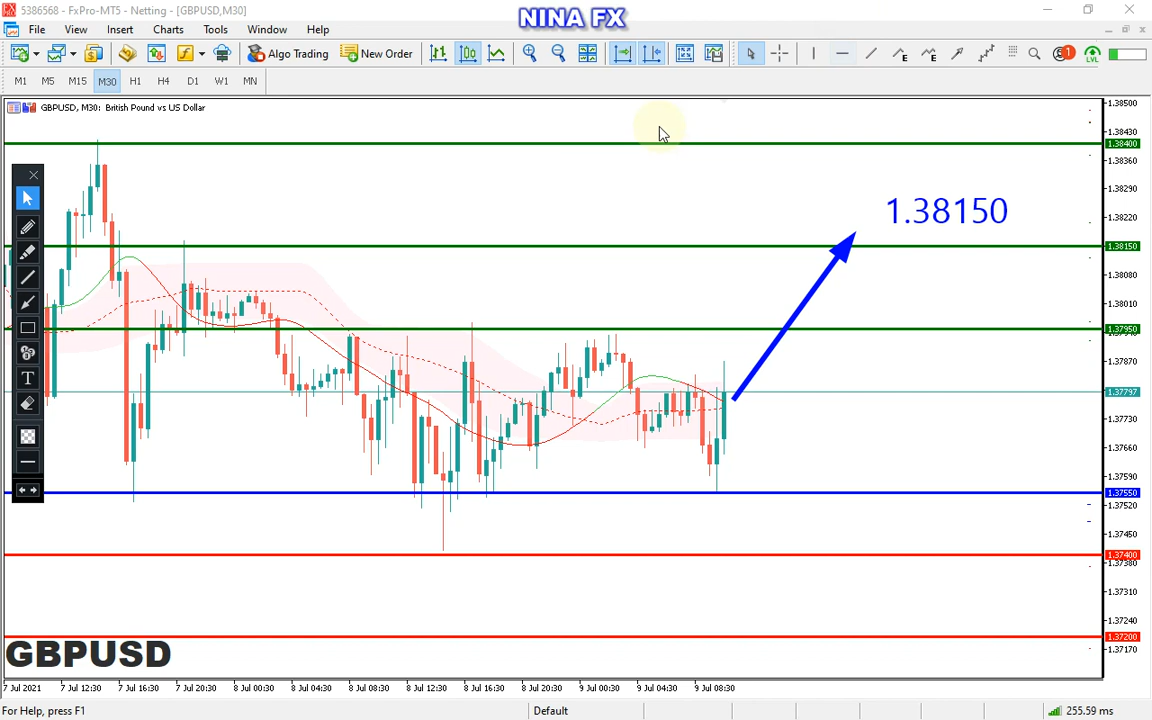 5386568 - FxPro-MT5 - Netting - [GBPUSD,M30]
NINA FX
File View Insert Charts Tools Window Help
Algo Trading New Order
M1 M5 M15 M30 H1 H4 D1 W1 MN
GBPUSD, M30: British Pound vs US Dollar
1.38500
1.38430
1.38400
1.38360
1.38290
1.38220
1.38150
1.38150
1.38080
1.38010
1.37950
1.37870
1.37797
1.37730
1.37660
1.37590
1.37550
1.37520
1.37450
1.37400
1.37380
1.37310
1.37240
1.37200
1.37170
GBPUSD
7 Jul 2021 7 Jul 12:30 7 Jul 16:30 7 Jul 20:30 8 Jul 00:30 8 Jul 04:30 8 Jul 08:30 8 Jul 12:30 8 Jul 16:30 8 Jul 20:30 9 Jul 00:30 9 Jul 04:30 9 Jul 08:30
For Help, press F1 Default 255.59 ms